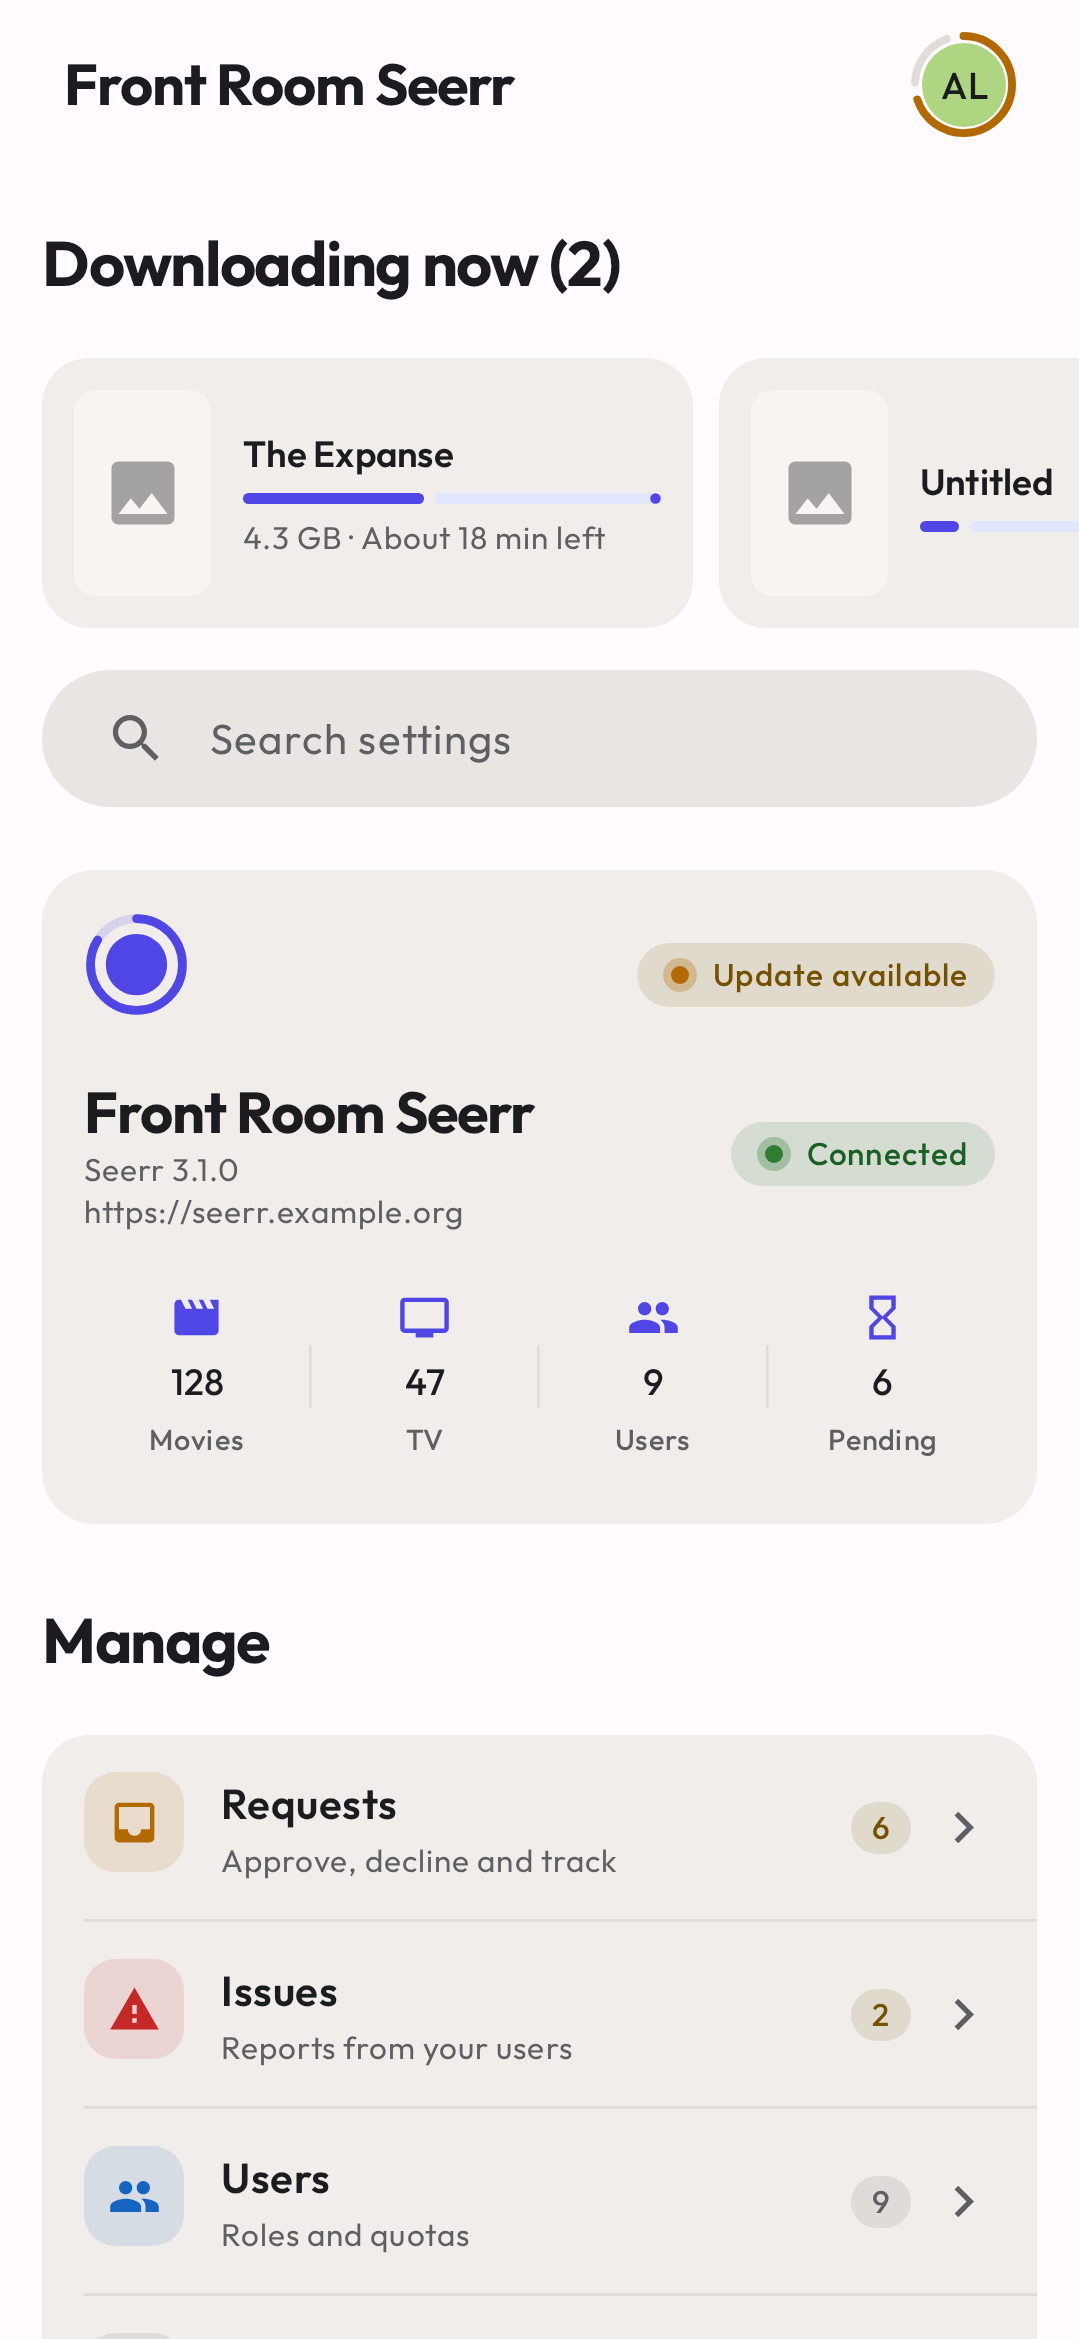 Front Room Seerr
AL
Downloading now (2)
The Expanse
4.3 GB · About 18 min left
Untitled
Search settings
Update available
Front Room Seerr
Seerr 3.1.0
https://seerr.example.org
Connected
128
Movies
47
TV
9
Users
6
Pending
Manage
Requests
Approve, decline and track
6
Issues
Reports from your users
2
Users
Roles and quotas
9